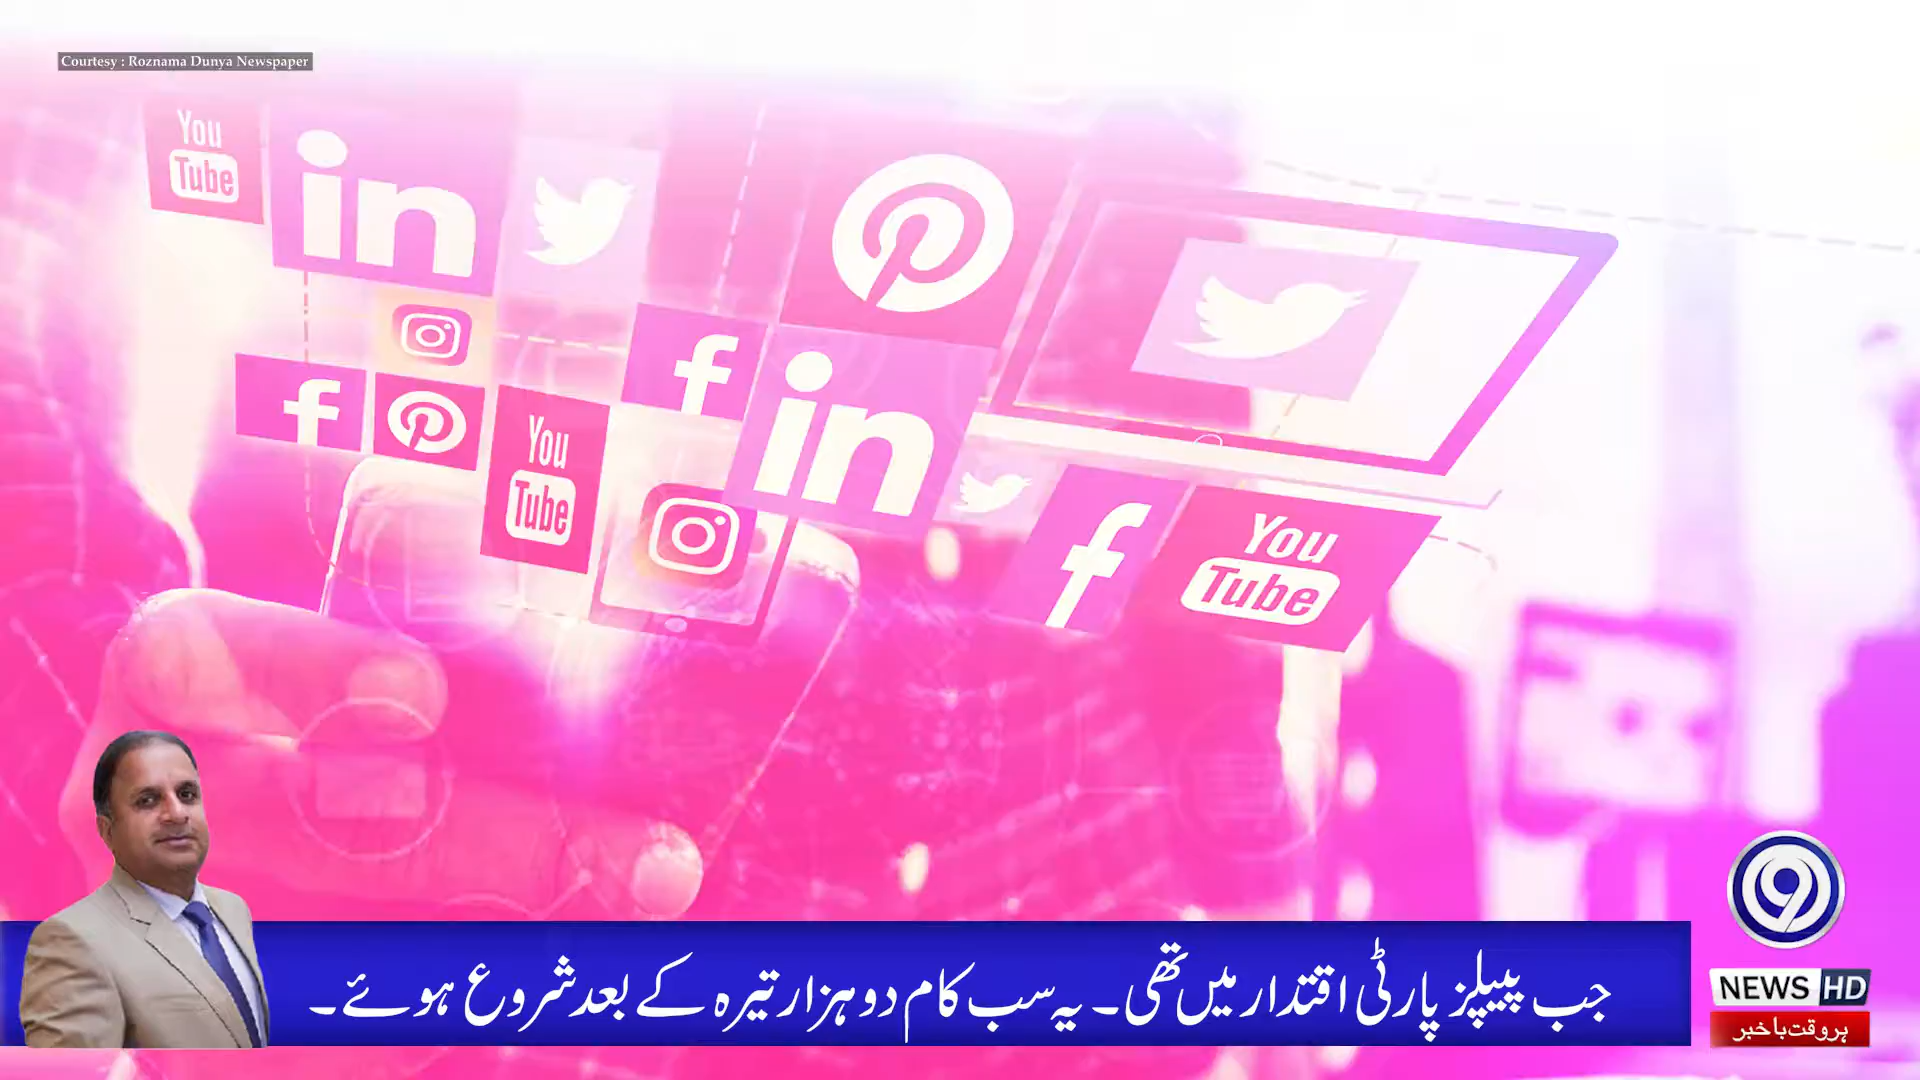 Courtesy : Roznama Dunya Newspaper
You
Tube
in
in
You
Tube
You
Tube
جب پیپلز پارٹی اقتدار میں تھی۔ یہ سب کام دو ہزار تیرہ کے بعد شروع ہوئے۔
9
NEWS HD
ہر وقت باخبر